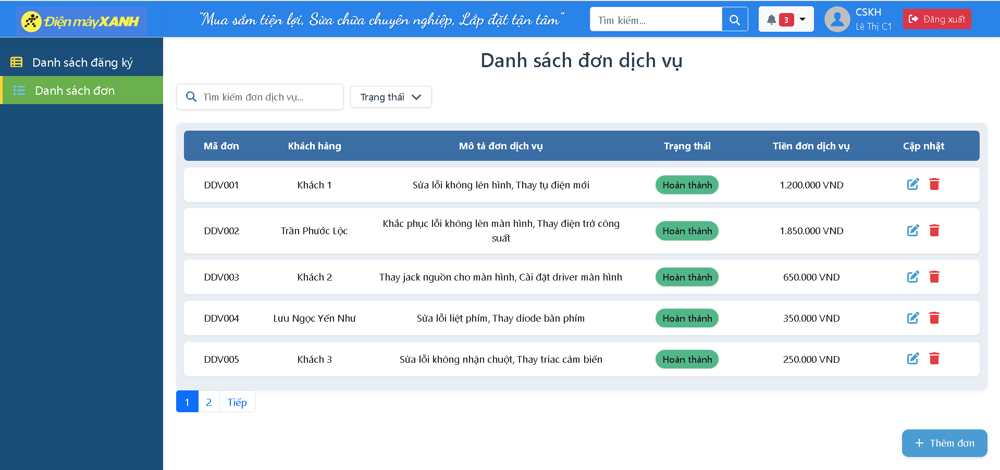 Điện máyXANH
"Mua sắm tiện lợi, Sửa chữa chuyên nghiệp, Lắp đặt tận tâm"
Tìm kiếm...
3
CSKH
Lê Thị C1
Đăng xuất
Danh sách đăng ký
Danh sách đơn
Danh sách đơn dịch vụ
Tìm kiếm đơn dịch vụ...
Trạng thái
Mã đơn Khách hàng Mô tả đơn dịch vụ Trạng thái Tiền đơn dịch vụ Cập nhật
DDV001 Khách 1 Sửa lỗi không lên hình, Thay tụ điện mới Hoàn thành 1.200.000 VND
DDV002 Trần Phước Lộc Khắc phục lỗi không lên màn hình, Thay điện trở công Hoàn thành 1.850.000 VND
suất
DDV003 Khách 2 Thay jack nguồn cho màn hình, Cài đặt driver màn hình Hoàn thành 650.000 VND
DDV004 Lưu Ngọc Yến Như Sửa lỗi liệt phím, Thay diode bàn phím Hoàn thành 350.000 VND
DDV005 Khách 3 Sửa lỗi không nhận chuột, Thay triac cảm biến Hoàn thành 250.000 VND
1 2 Tiếp
+ Thêm đơn